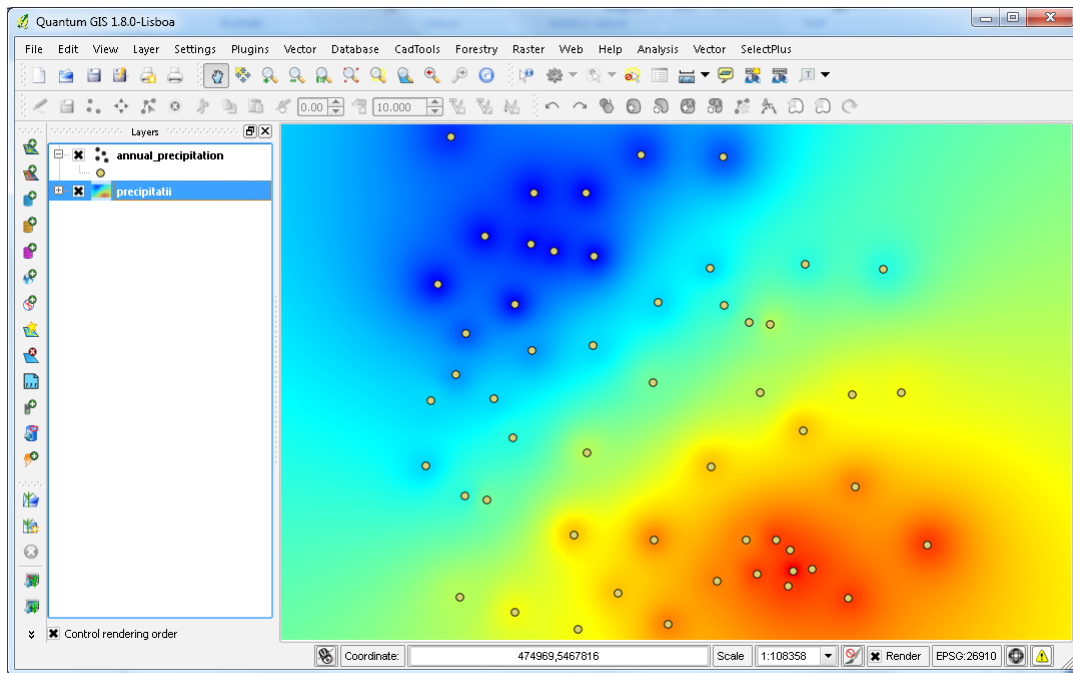 Quantum GIS 1.8.0-Lisboa
File Edit View Layer Settings Plugins Vector Database CadTools Forestry Raster Web Help Analysis Vector SelectPlus
0.00 10.000
Layers
annual_precipitation
precipitatii
Control rendering order
Coordinate: 474969,5467816 Scale 1:108358 Render EPSG:26910